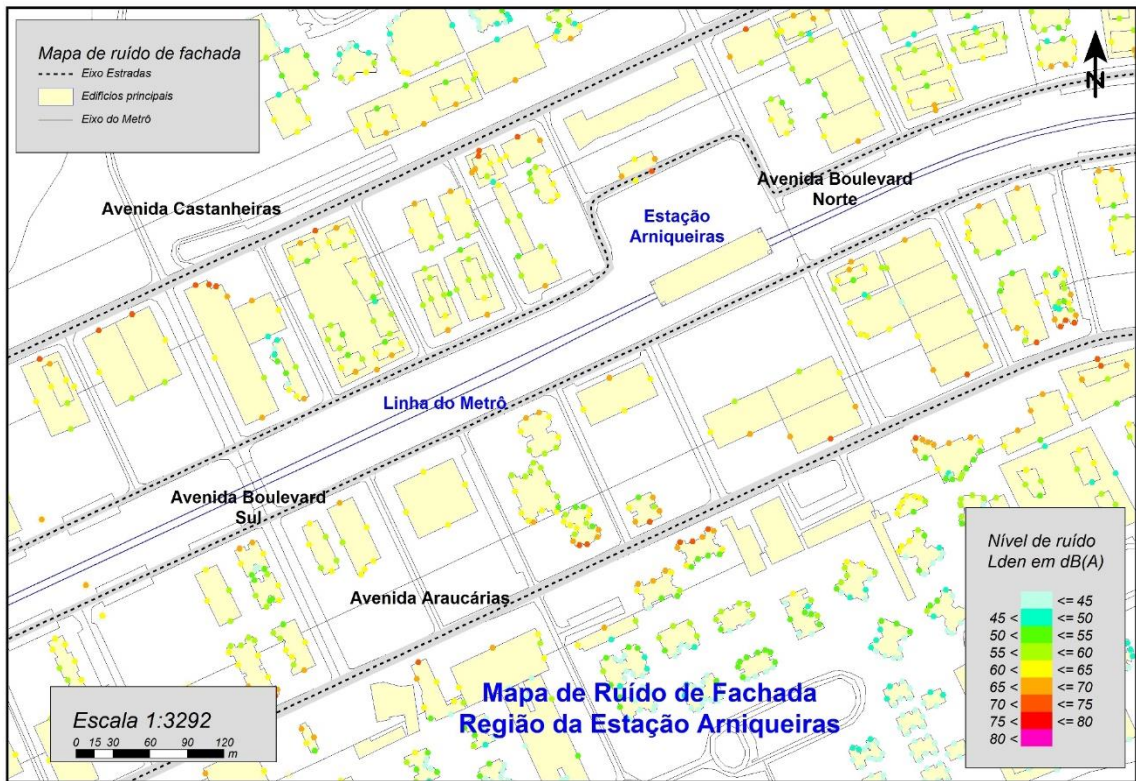 Mapa de ruído de fachada
Eixo Estradas
Edifícios principais
Eixo do Metrô
N
Avenida Castanheiras
Avenida Boulevard
Norte
Estação
Arniqueiras
Linha do Metrô
Avenida Boulevard
Sul
Avenida Araucárias
Nível de ruído
Lden em dB(A)
<= 45
45 < <= 50
50 < <= 55
55 < <= 60
60 < <= 65
65 < <= 70
70 < <= 75
75 < <= 80
80 <
Mapa de Ruído de Fachada
Região da Estação Arniqueiras
Escala 1:3292
0 15 30 60 90 120
m